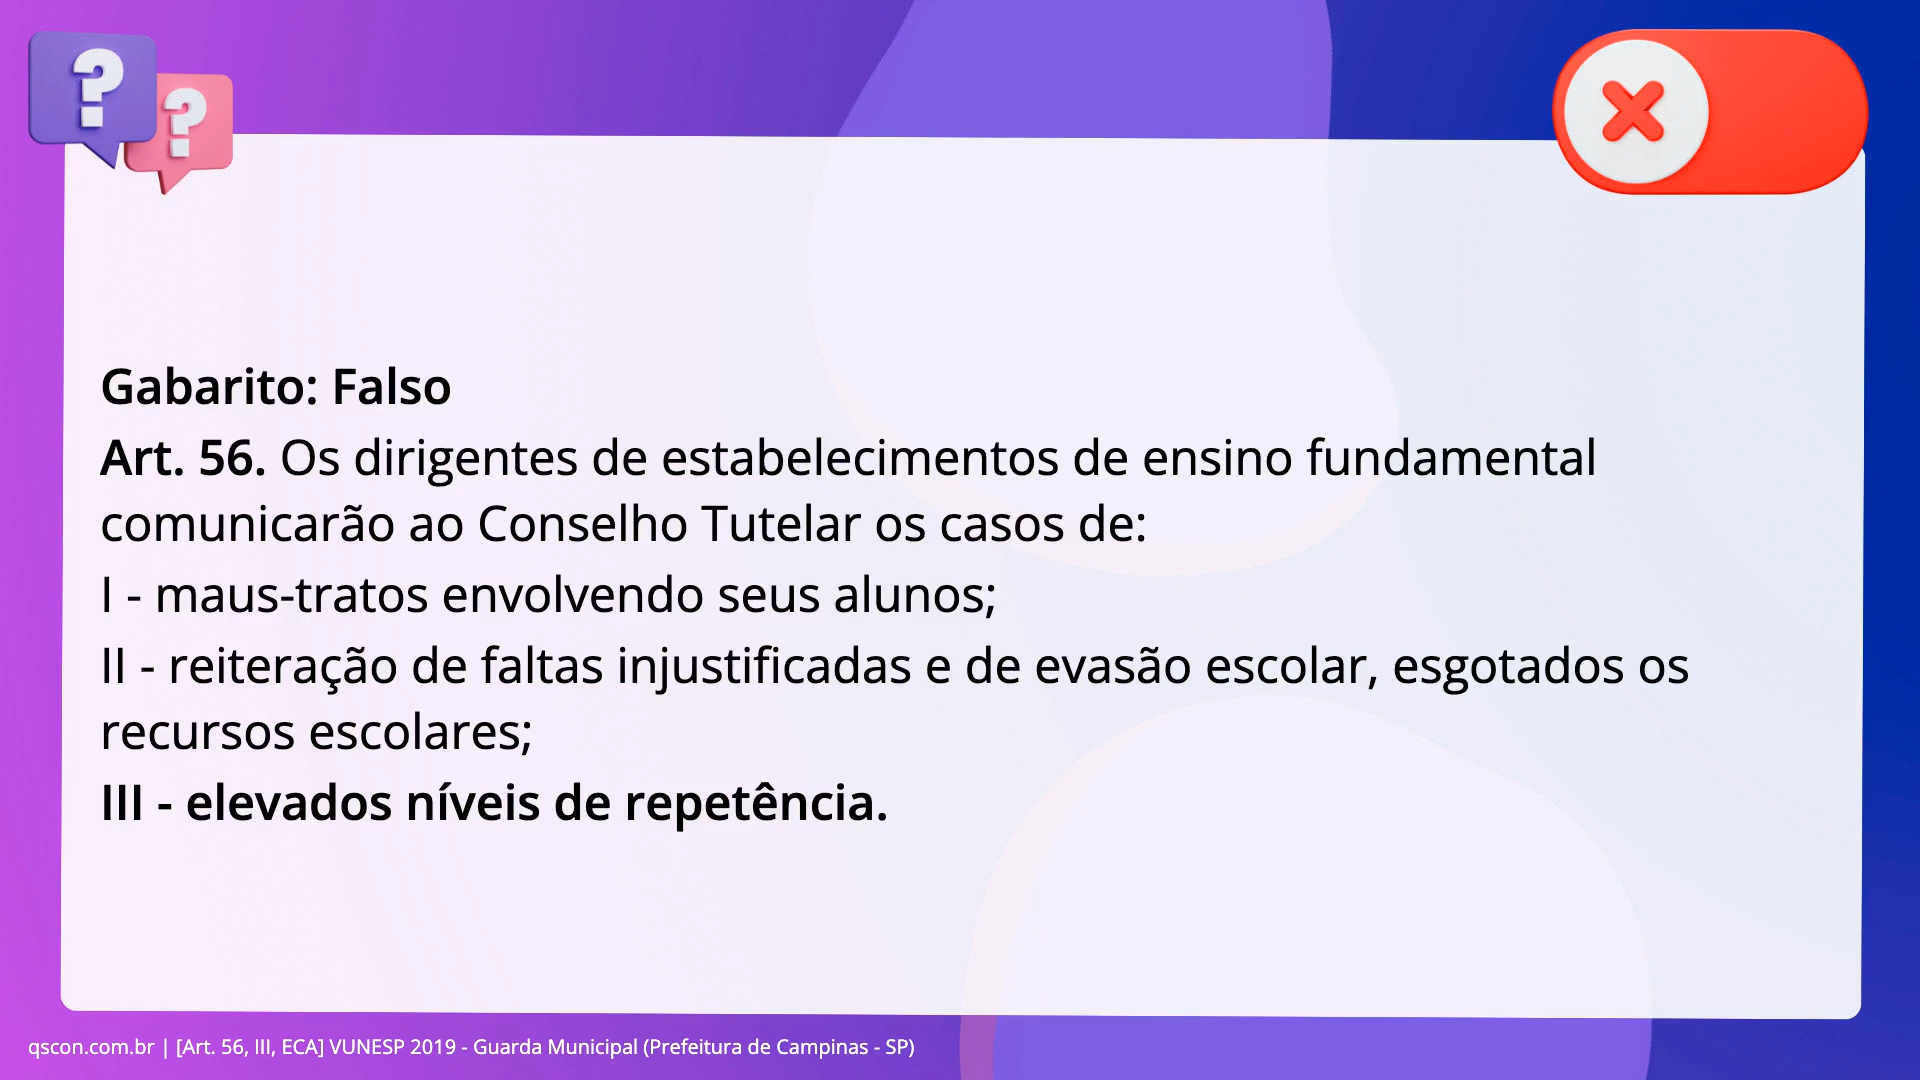 Gabarito: Falso
Art. 56. Os dirigentes de estabelecimentos de ensino fundamental
comunicarão ao Conselho Tutelar os casos de:
I - maus-tratos envolvendo seus alunos;
II - reiteração de faltas injustificadas e de evasão escolar, esgotados os
recursos escolares;
III - elevados níveis de repetência.
qscon.com.br | [Art. 56, III, ECA] VUNESP 2019 - Guarda Municipal (Prefeitura de Campinas - SP)